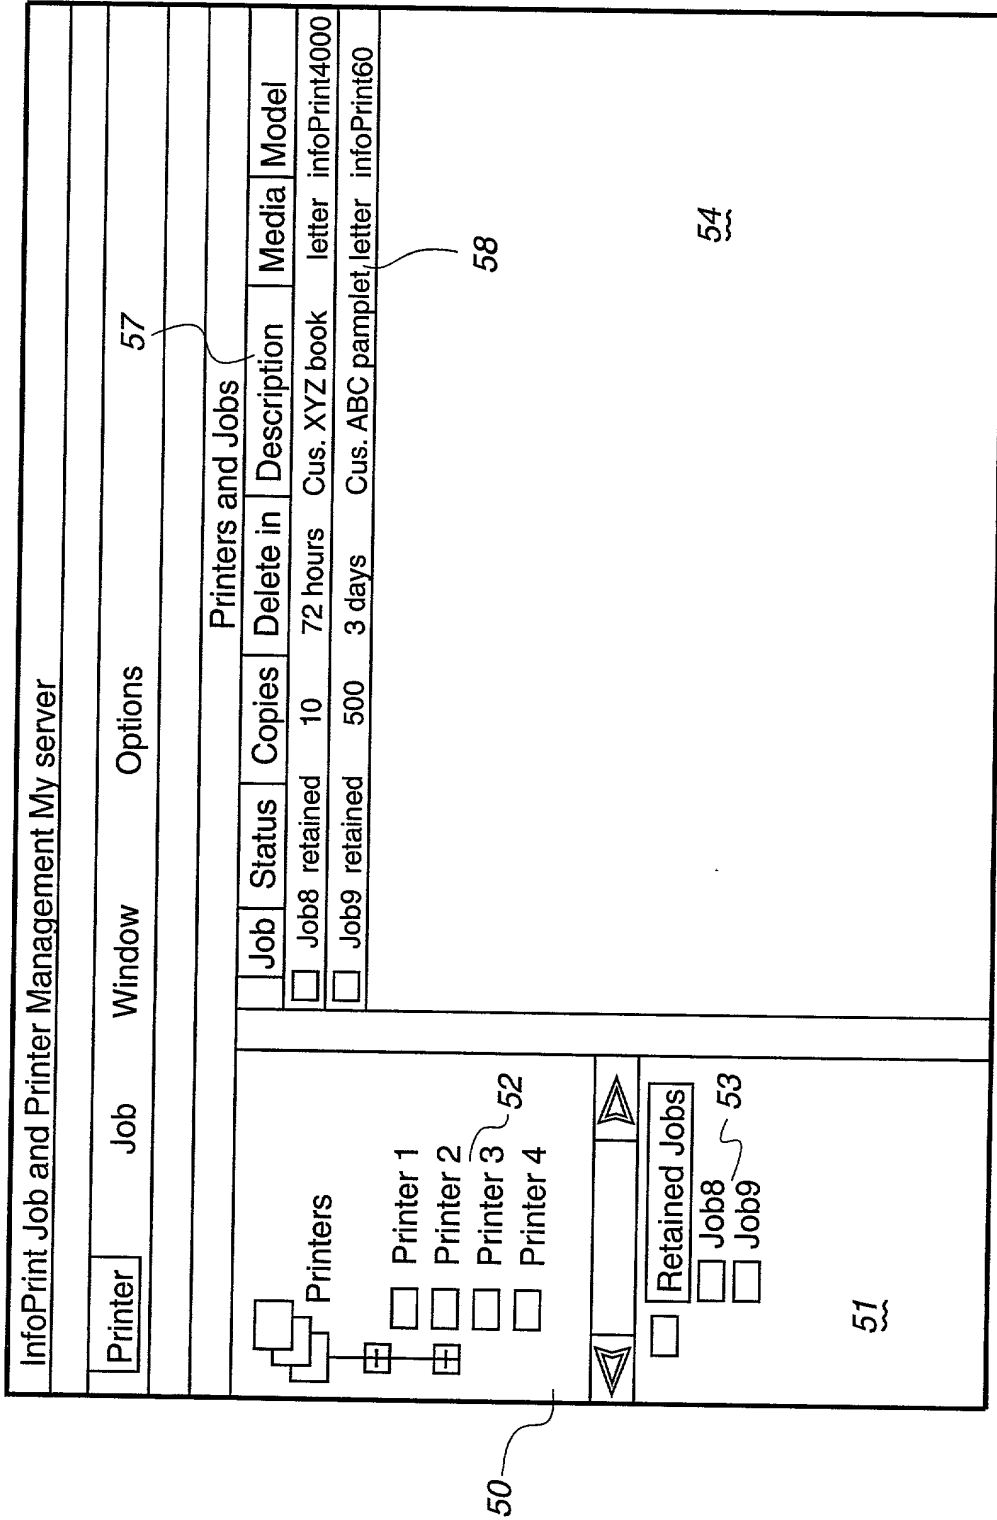 InfoPrint Job and Printer Management My server
Printer Job Window Options
57
Printers and Jobs
Job Status Copies Delete in Description Media Model
Job8 retained 10 72 hours Cus. XYZ book letter infoPrint4000
Job9 retained 500 3 days Cus. ABC pamplet,letter infoPrint60
58
54
Printers
Printer 1
Printer 2
Printer 3
Printer 4
52
50
Retained Jobs
Job8
Job9
53
51